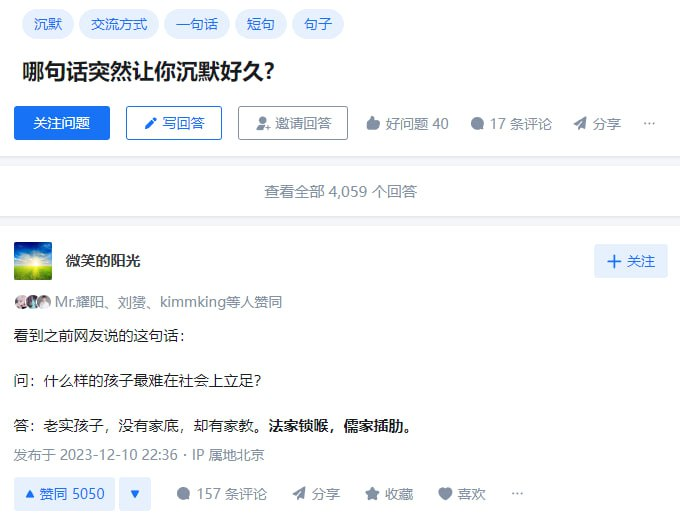 沉默 交流方式 一句话 短句 句子
哪句话突然让你沉默好久?
关注问题 写回答 邀请回答 好问题 40 17 条评论 分享 ···
查看全部 4,059 个回答
微笑的阳光 + 关注
Mr.耀阳、刘赟、kimmking等人赞同
看到之前网友说的这句话：
问：什么样的孩子最难在社会上立足？
答：老实孩子，没有家底，却有家教。法家锁喉，儒家插肋。
发布于 2023-12-10 22:36 · IP 属地北京
赞同 5050 157 条评论 分享 收藏 喜欢 ···